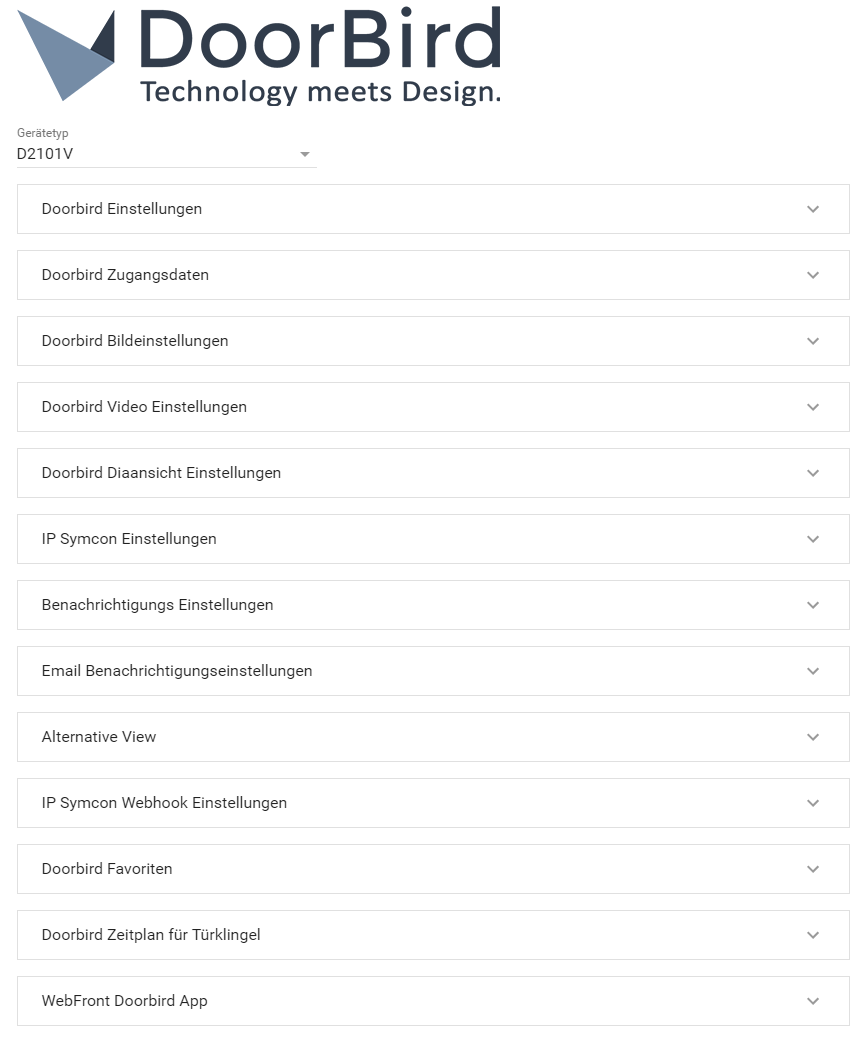 DoorBird
Technology meets Design.
Gerätetyp
D2101V
Doorbird Einstellungen
Doorbird Zugangsdaten
Doorbird Bildeinstellungen
Doorbird Video Einstellungen
Doorbird Diaansicht Einstellungen
IP Symcon Einstellungen
Benachrichtigungs Einstellungen
Email Benachrichtigungseinstellungen
Alternative View
IP Symcon Webhook Einstellungen
Doorbird Favoriten
Doorbird Zeitplan für Türklingel
WebFront Doorbird App